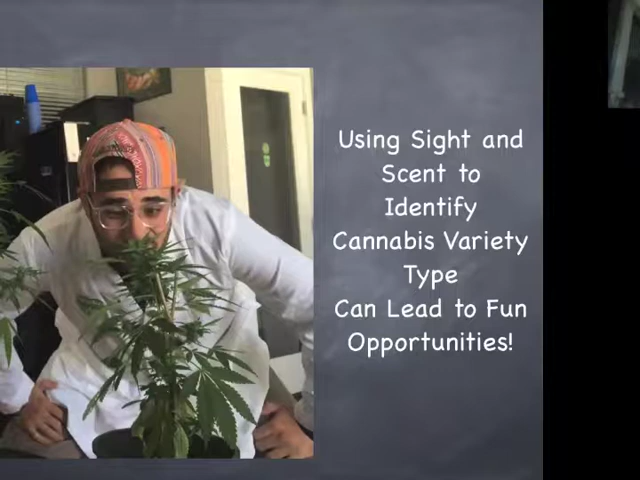 Using Sight and
Scent to
Identify
Cannabis Variety
Type
Can Lead to Fun
Opportunities!